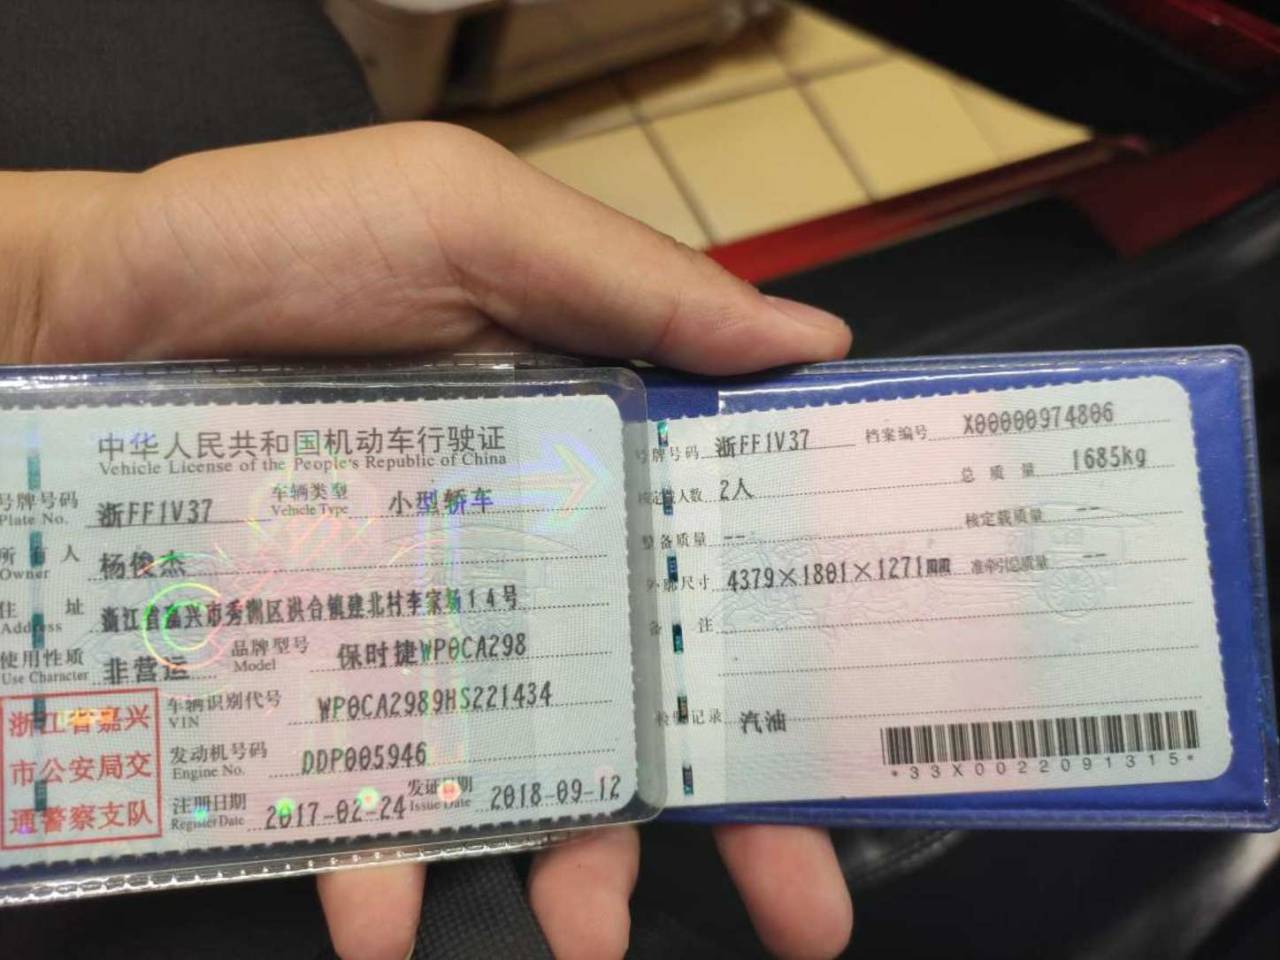 中华人民共和国机动车行驶证
Vehicle License of the People's Republic of China
号牌号码 浙FF1V37 车辆类型 小型轿车
Plate No. Vehicle Type
所有人 杨俊杰
Owner
住址 浙江省嘉兴市秀洲区洪合镇建北村李家场14号
Address
使用性质 非营运 品牌型号 保时捷WP0CA298
Use Character Model
浙江省嘉兴
市公安局交
通警察支队
车辆识别代号 WP0CA2989HS221434
VIN
发动机号码 DDP005946
Engine No.
注册日期 2017-02-24 发证日期 2018-09-12
Register Date Issue Date
号牌号码 浙FF1V37 档案编号 X00000974806
核定载人数 2人 总质量 1685kg
整备质量 -- 核定载质量 --
外廓尺寸 4379×1801×1271 准牵引总质量 --
备注
检验记录 汽油
*33X0022091315*